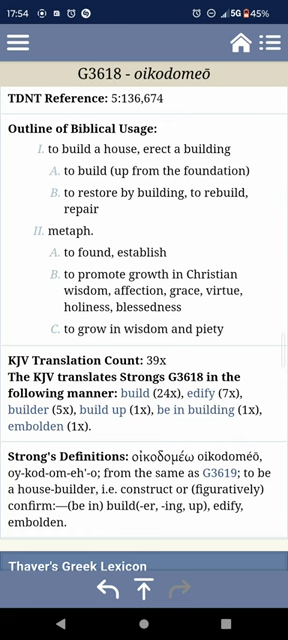 17:54 5G 45%
G3618 - oikodomeō
TDNT Reference: 5:136,674
Outline of Biblical Usage:
I. to build a house, erect a building
A. to build (up from the foundation)
B. to restore by building, to rebuild,
repair
II. metaph.
A. to found, establish
B. to promote growth in Christian
wisdom, affection, grace, virtue,
holiness, blessedness
C. to grow in wisdom and piety
KJV Translation Count: 39x
The KJV translates Strongs G3618 in the
following manner: build (24x), edify (7x),
builder (5x), build up (1x), be in building (1x),
embolden (1x).
Strong's Definitions: οἰκοδομέω oikodoméō,
oy-kod-om-eh'-o; from the same as G3619; to be
a house-builder, i.e. construct or (figuratively)
confirm:—(be in) build(-er, -ing, up), edify,
embolden.
Thayer's Greek Lexicon